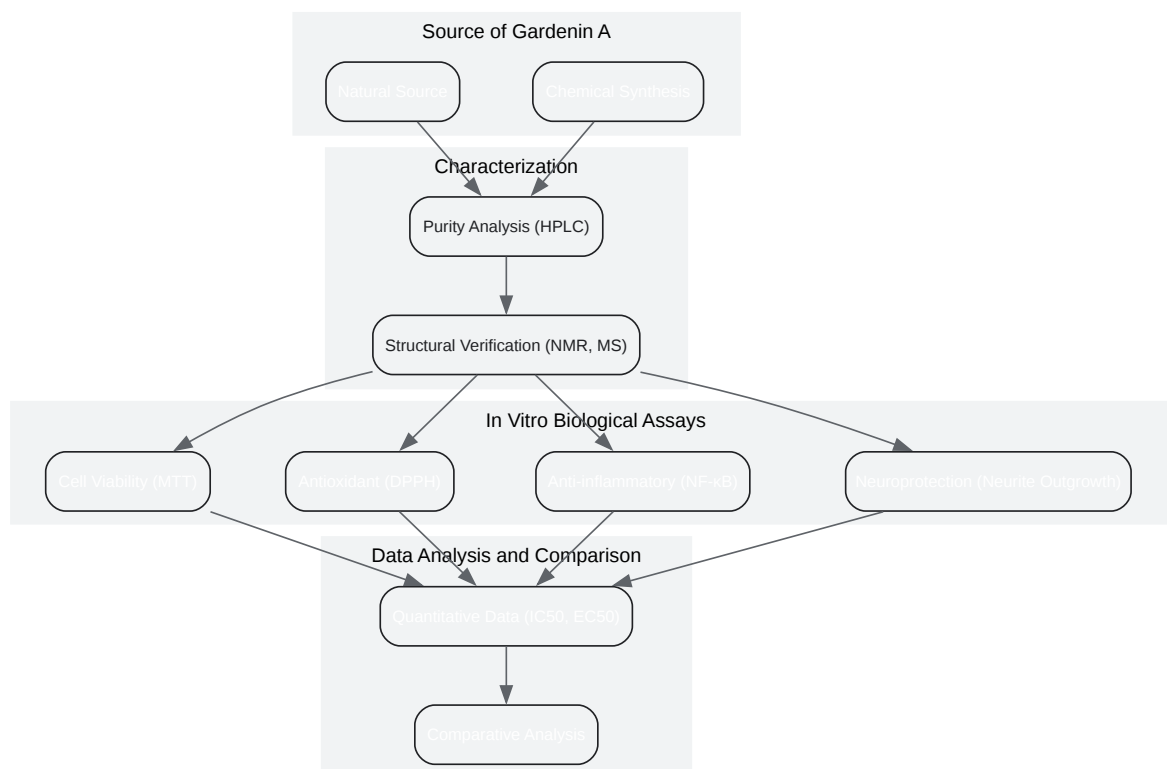 Source of Gardenin A
Natural Source
Chemical Synthesis
Characterization
Purity Analysis (HPLC)
Structural Verification (NMR, MS)
In Vitro Biological Assays
Cell Viability (MTT)
Antioxidant (DPPH)
Anti-inflammatory (NF-κB)
Neuroprotection (Neurite Outgrowth)
Data Analysis and Comparison
Quantitative Data (IC50, EC50)
Comparative Analysis